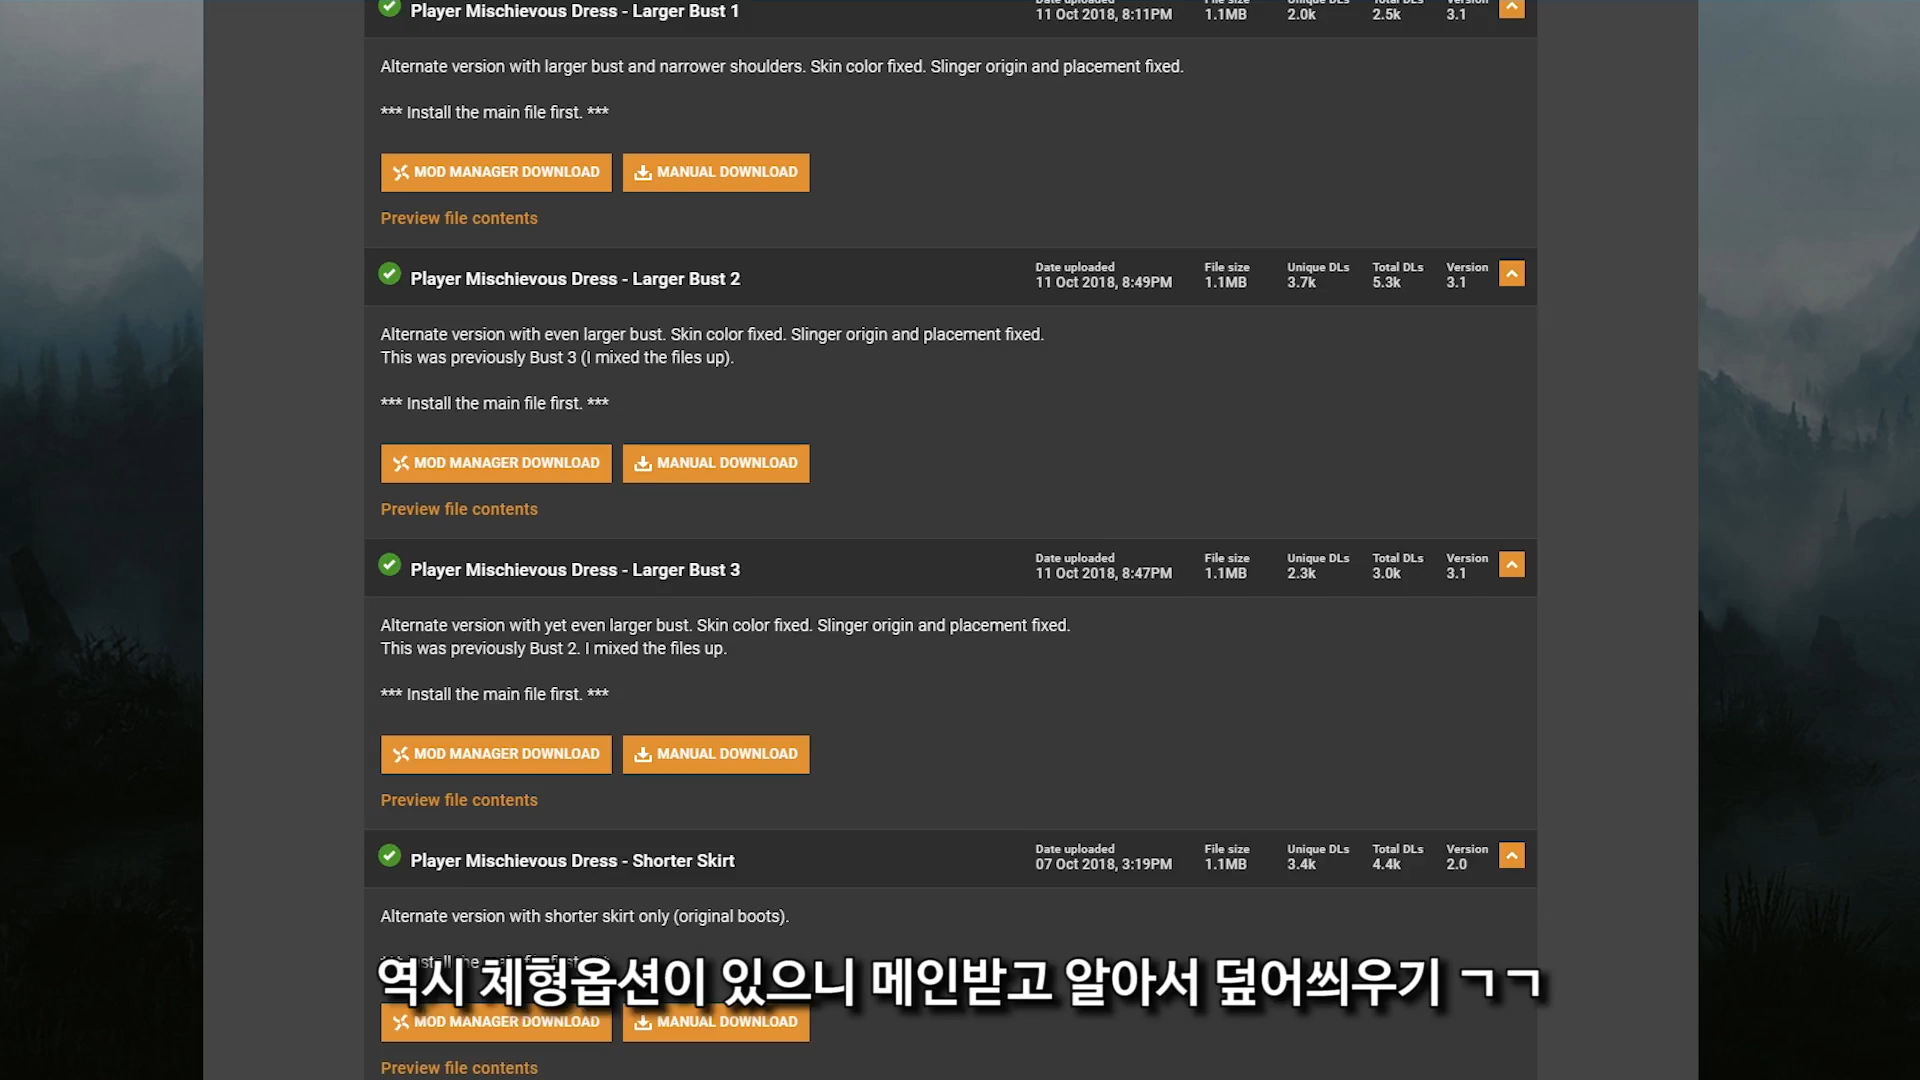 Player Mischievous Dress - Larger Bust 1
Date uploaded File size Unique DLs Total DLs Version
11 Oct 2018, 8:11PM 1.1MB 2.0k 2.5k 3.1
Alternate version with larger bust and narrower shoulders. Skin color fixed. Slinger origin and placement fixed.
*** Install the main file first. ***
MOD MANAGER DOWNLOAD MANUAL DOWNLOAD
Preview file contents
Player Mischievous Dress - Larger Bust 2
Date uploaded File size Unique DLs Total DLs Version
11 Oct 2018, 8:49PM 1.1MB 3.7k 5.3k 3.1
Alternate version with even larger bust. Skin color fixed. Slinger origin and placement fixed.
This was previously Bust 3 (I mixed the files up).
*** Install the main file first. ***
MOD MANAGER DOWNLOAD MANUAL DOWNLOAD
Preview file contents
Player Mischievous Dress - Larger Bust 3
Date uploaded File size Unique DLs Total DLs Version
11 Oct 2018, 8:47PM 1.1MB 2.3k 3.0k 3.1
Alternate version with yet even larger bust. Skin color fixed. Slinger origin and placement fixed.
This was previously Bust 2. I mixed the files up.
*** Install the main file first. ***
MOD MANAGER DOWNLOAD MANUAL DOWNLOAD
Preview file contents
Player Mischievous Dress - Shorter Skirt
Date uploaded File size Unique DLs Total DLs Version
07 Oct 2018, 3:19PM 1.1MB 3.4k 4.4k 2.0
Alternate version with shorter skirt only (original boots).
역시 체형옵션이 있으니 메인받고 알아서 덮어씌우기 ㄱㄱ
MOD MANAGER DOWNLOAD MANUAL DOWNLOAD
Preview file contents